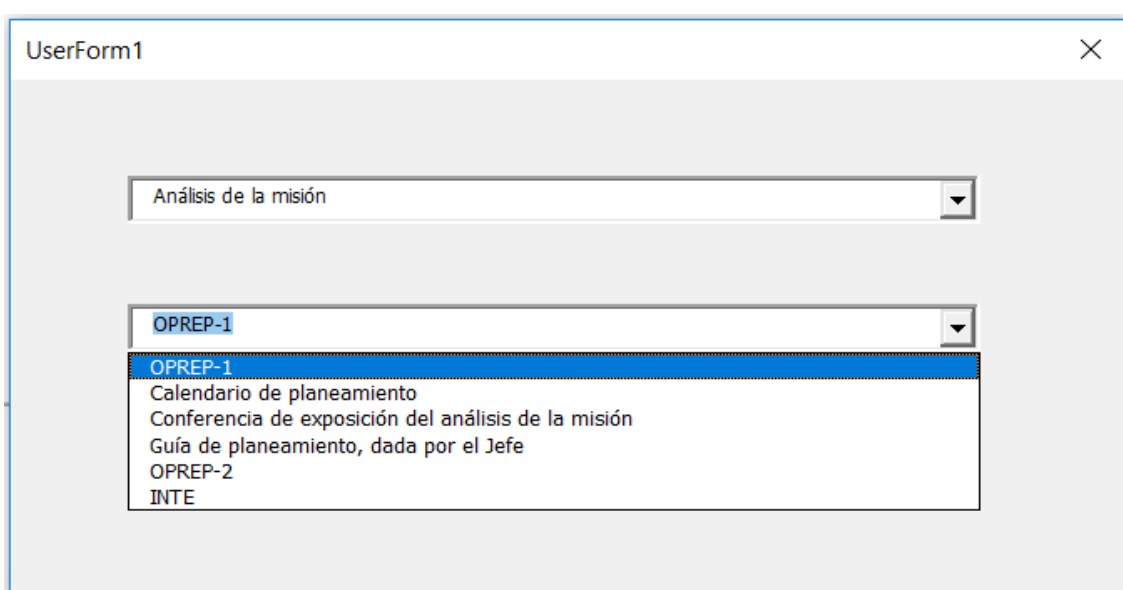 UserForm1
Análisis de la misión
OPREP-1
OPREP-1
Calendario de planeamiento
Conferencia de exposición del análisis de la misión
Guía de planeamiento, dada por el Jefe
OPREP-2
INTE